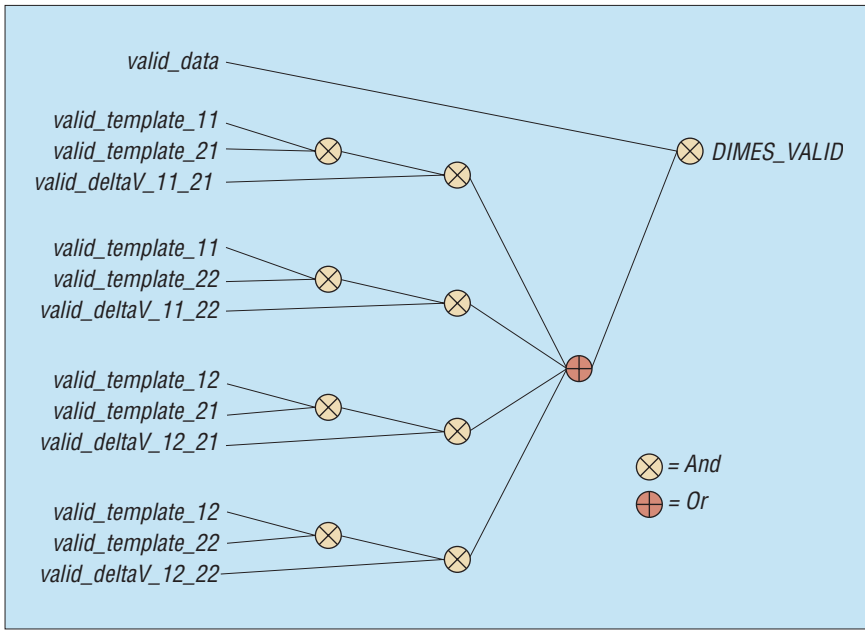 valid_data
valid_template_11
valid_template_21
valid_deltaV_11_21
DIMES_VALID
valid_template_11
valid_template_22
valid_deltaV_11_22
valid_template_12
valid_template_21
valid_deltaV_12_21
= And
= Or
valid_template_12
valid_template_22
valid_deltaV_12_22